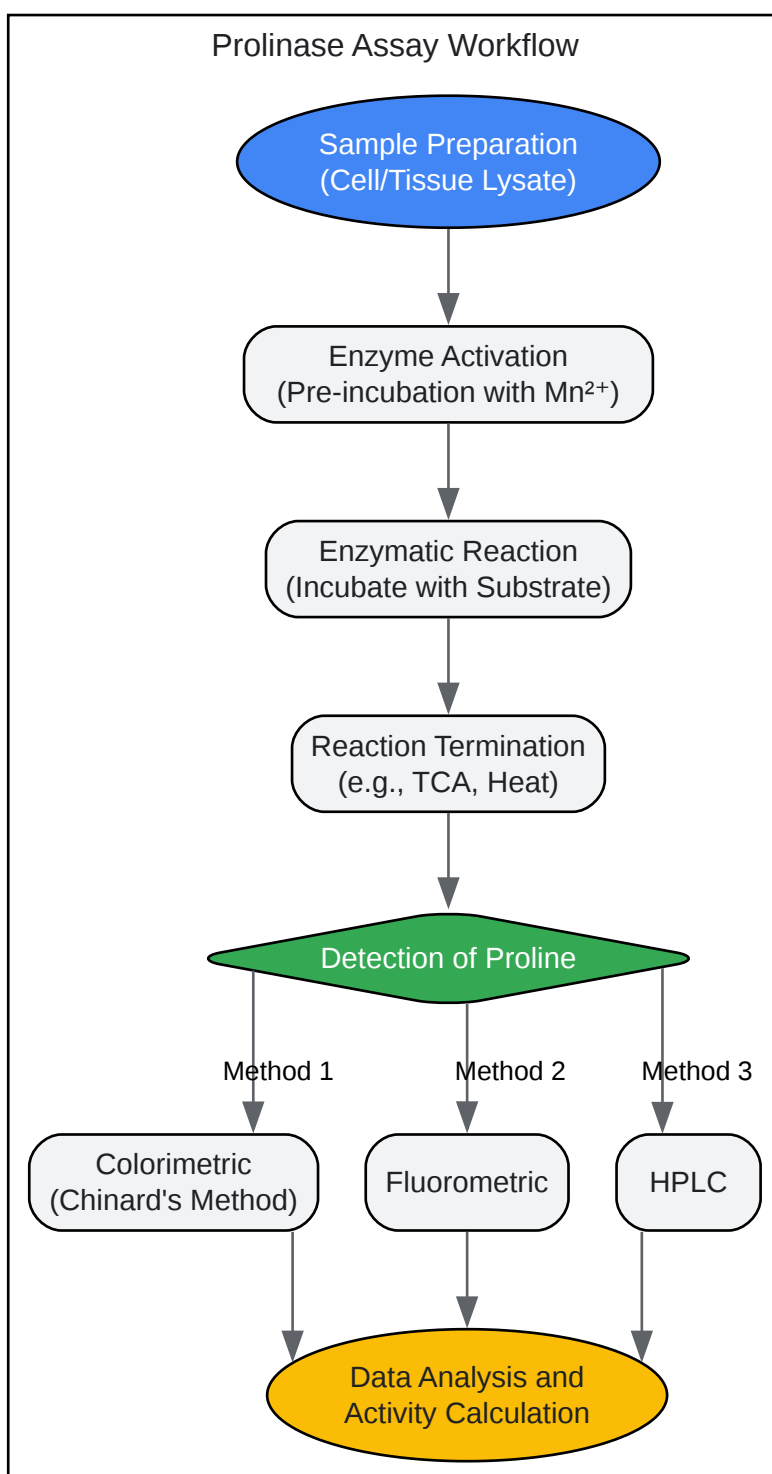 Prolinase Assay Workflow
Sample Preparation
(Cell/Tissue Lysate)
Enzyme Activation
(Pre-incubation with Mn²⁺)
Enzymatic Reaction
(Incubate with Substrate)
Reaction Termination
(e.g., TCA, Heat)
Detection of Proline
Method 1
Method 2
Method 3
Colorimetric
(Chinard's Method)
Fluorometric
HPLC
Data Analysis and
Activity Calculation